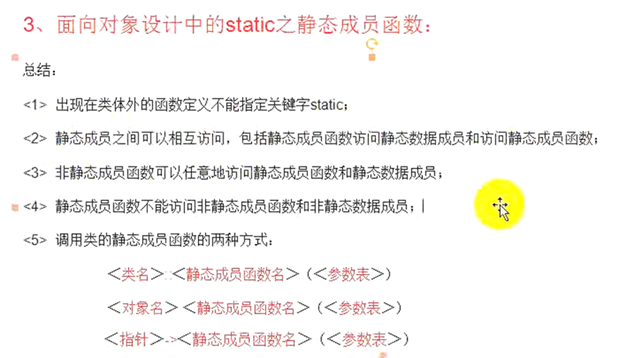 3、面向对象设计中的static之静态成员函数：
总结：
<1> 出现在类体外的函数定义不能指定关键字static；
<2> 静态成员之间可以相互访问，包括静态成员函数访问静态数据成员和访问静态成员函数；
<3> 非静态成员函数可以任意地访问静态成员函数和静态数据成员；
<4> 静态成员函数不能访问非静态成员函数和非静态数据成员；
<5> 调用类的静态成员函数的两种方式：
＜类名＞::＜静态成员函数名＞（＜参数表＞）
＜对象名＞ ＜静态成员函数名＞（＜参数表＞）
＜指针＞->＜静态成员函数名＞（＜参数表＞）